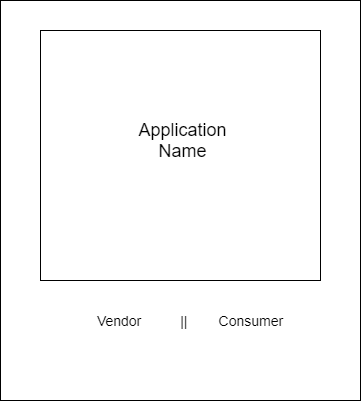 Application
Name
Vendor || Consumer